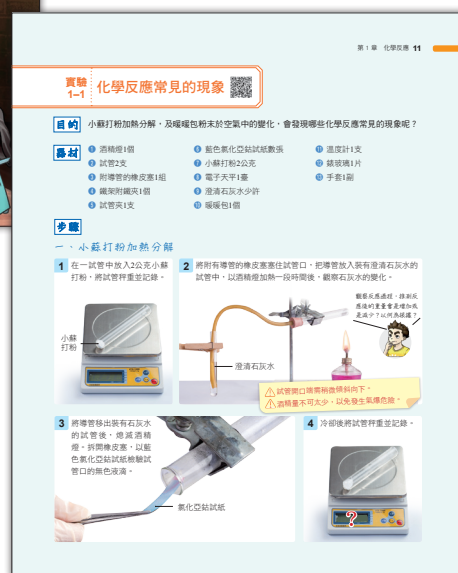 第1章 化學反應 11
實驗 1-1 化學反應常見的現象
目的 小蘇打粉加熱分解，及暖暖包粉末於空氣中的變化，會發現哪些化學反應常見的現象呢？
器材
1 酒精燈1個
2 試管2支
3 附導管的橡皮塞1組
4 鐵架附鐵夾1個
5 試管夾1支
6 藍色氯化亞鈷試紙數張
7 小蘇打粉2公克
8 電子天平1臺
9 澄清石灰水少許
10 暖暖包1個
11 溫度計1支
12 錶玻璃1片
13 手套1副
步驟
一、小蘇打粉加熱分解
1 在一試管中放入2公克小蘇
打粉，將試管秤重並記錄。
小蘇
打粉
2 將附有導管的橡皮塞塞住試管口，把導管放入裝有澄清石灰水的
試管中，以酒精燈加熱一段時間後，觀察石灰水的變化。
觀察反應過程，推測反
應後的重量會是增加或
是減少？以何為依據？
澄清石灰水
試管開口端需稍微傾斜向下。
酒精量不可太少，以免發生氣爆危險。
3 將導管移出裝有石灰水
的試管後，熄滅酒精
燈。拆開橡皮塞，以藍
色氯化亞鈷試紙檢驗試
管口的無色液滴。
氯化亞鈷試紙
4 冷卻後將試管秤重並記錄。
?